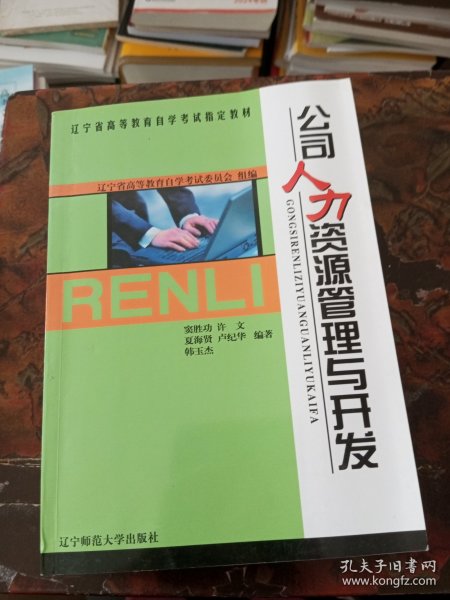 辽宁省高等教育自学考试指定教材
辽宁省高等教育自学考试委员会 组编
RENLI
窦胜功 许 文
夏海贤 卢纪华 编著
韩玉杰
辽宁师范大学出版社
公司人力资源管理与开发
GONGSIRENLIZIYUANGUANLIYUKAIFA
孔夫子旧书网
www.kongfz.com